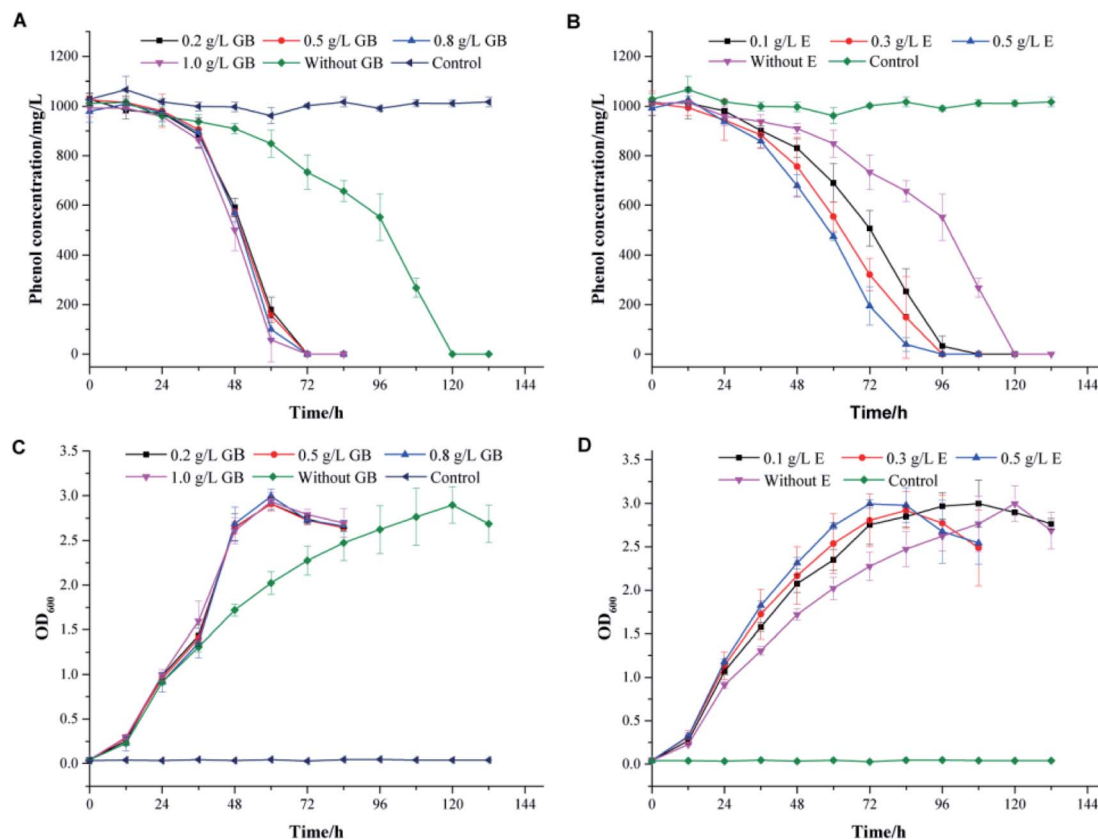 A
0.2 g/L GB 0.5 g/L GB 0.8 g/L GB
1.0 g/L GB Without GB Control
Phenol concentration/mg/L
1200
1000
800
600
400
200
0
0 24 48 72 96 120 144
Time/h
B
0.1 g/L E 0.3 g/L E 0.5 g/L E
Without E Control
Phenol concentration/mg/L
1200
1000
800
600
400
200
0
0 24 48 72 96 120 144
Time/h
C
0.2 g/L GB 0.5 g/L GB 0.8 g/L GB
1.0 g/L GB Without GB Control
OD600
3.5
3.0
2.5
2.0
1.5
1.0
0.5
0.0
0 24 48 72 96 120 144
Time/h
D
0.1 g/L E 0.3 g/L E 0.5 g/L E
Without E Control
OD600
3.5
3.0
2.5
2.0
1.5
1.0
0.5
0.0
0 24 48 72 96 120 144
Time/h